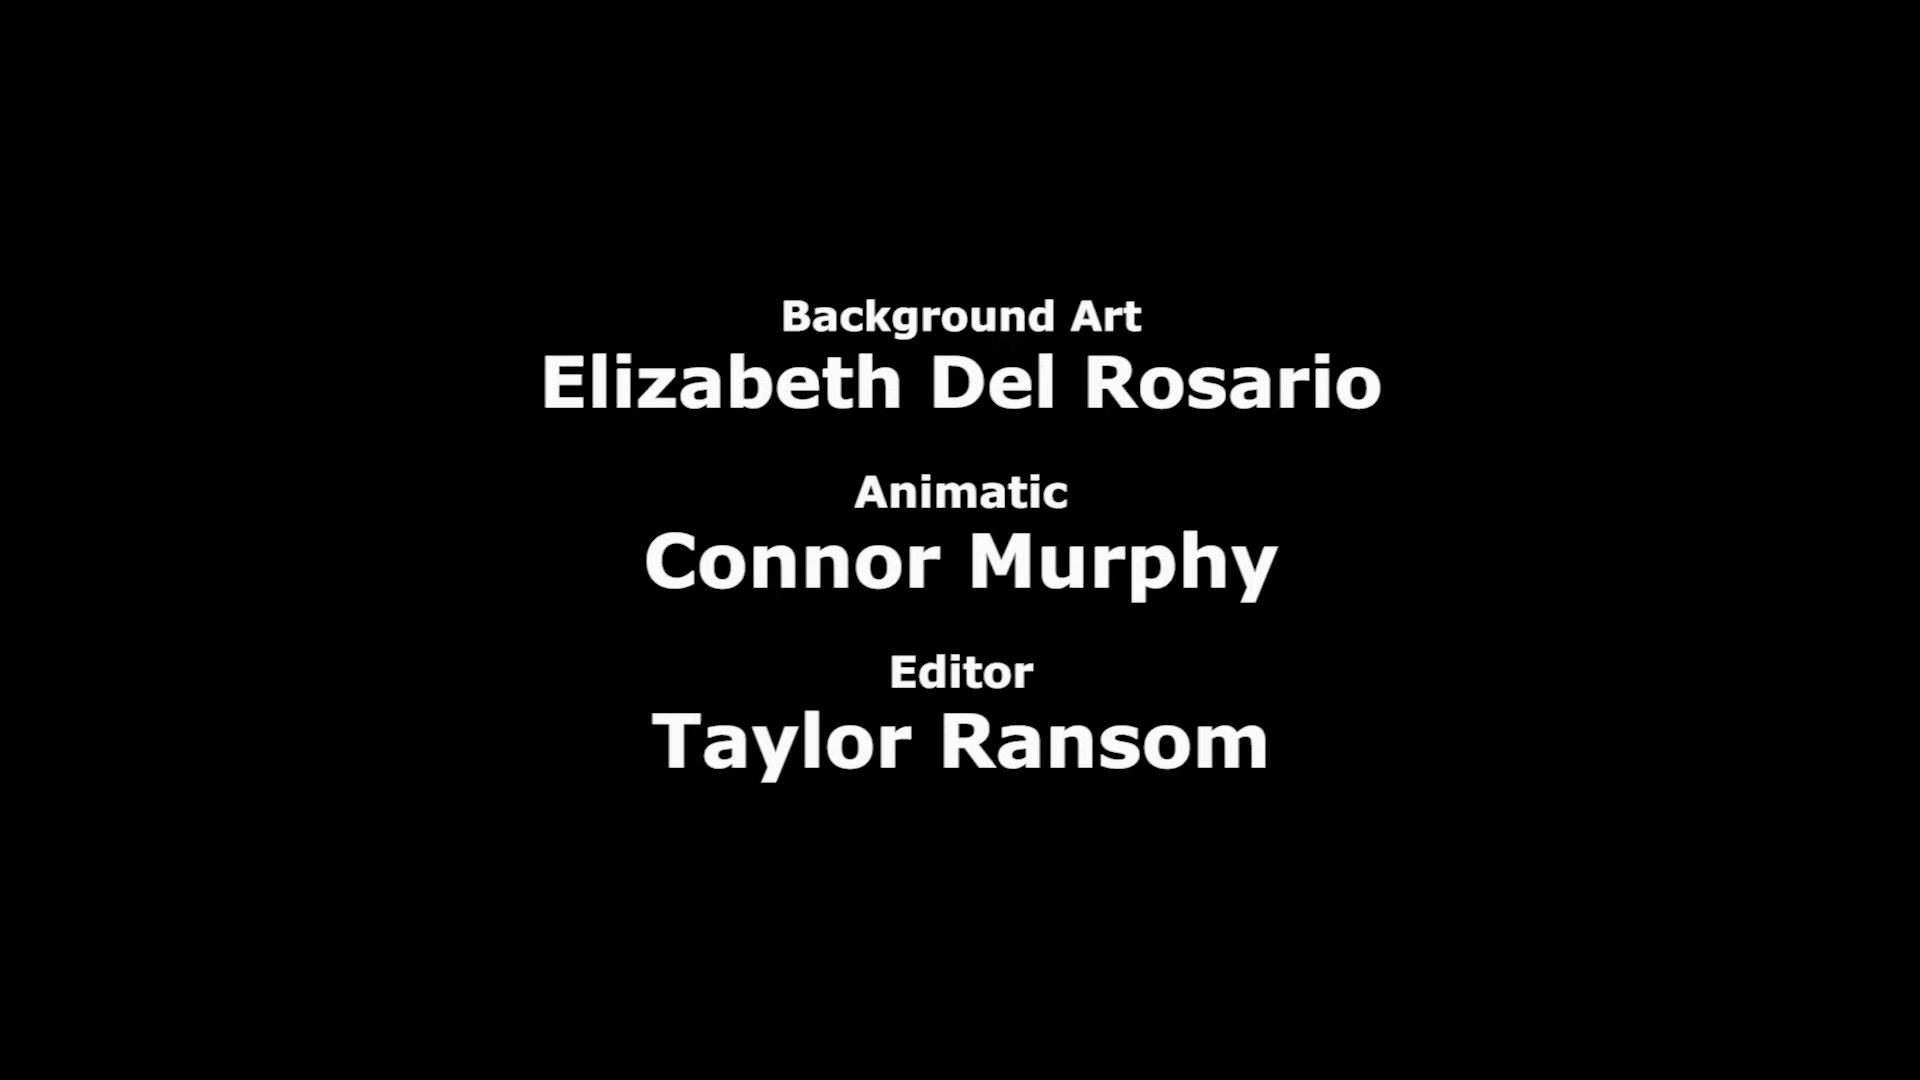 Background Art
Elizabeth Del Rosario
Animatic
Connor Murphy
Editor
Taylor Ransom